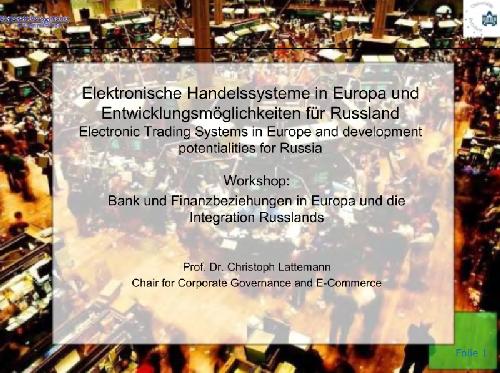 Elektronische Handelssysteme in Europa und
Entwicklungsmöglichkeiten für Russland
Electronic Trading Systems in Europe and development
potentialities for Russia
Workshop:
Bank und Finanzbeziehungen in Europa und die
Integration Russlands
Prof. Dr. Christoph Lattemann
Chair for Corporate Governance and E-Commerce
Folie 1